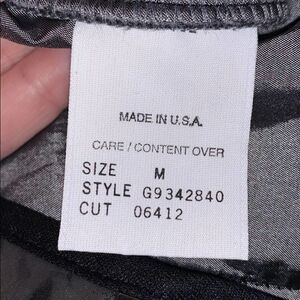 MADE IN U.S.A.
CARE / CONTENT OVER
SIZE M
STYLE G9342840
CUT 06412